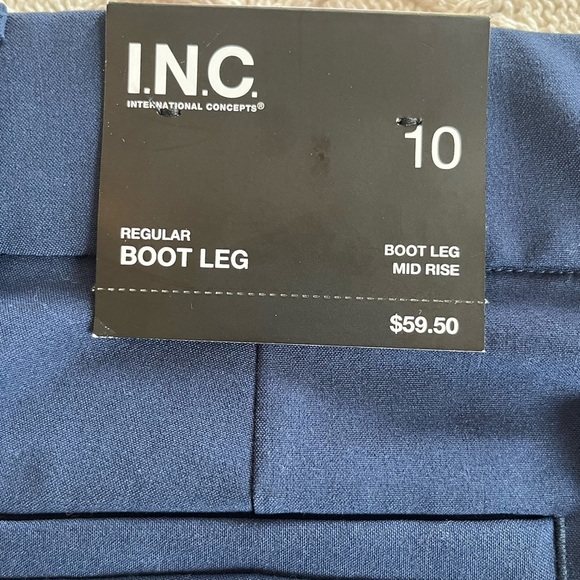 I.N.C.
INTERNATIONAL CONCEPTS®
10
REGULAR
BOOT LEG
BOOT LEG
MID RISE
$59.50